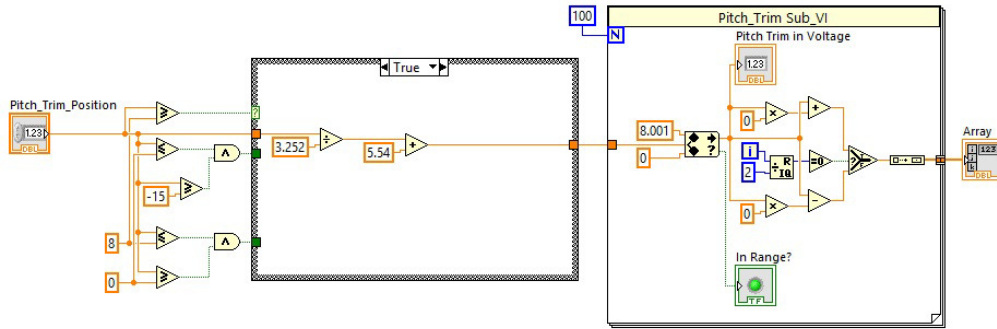 100
N
Pitch_Trim Sub_VI
Pitch Trim in Voltage
1.23
DBL
True
Pitch_Trim_Position
1.23
DBL
?
3.252
5.54
8.001
0
0
i
2
R
IQ
=0
?
Array
i
j
k
123
DBL
-15
0
8
0
In Range?
TF